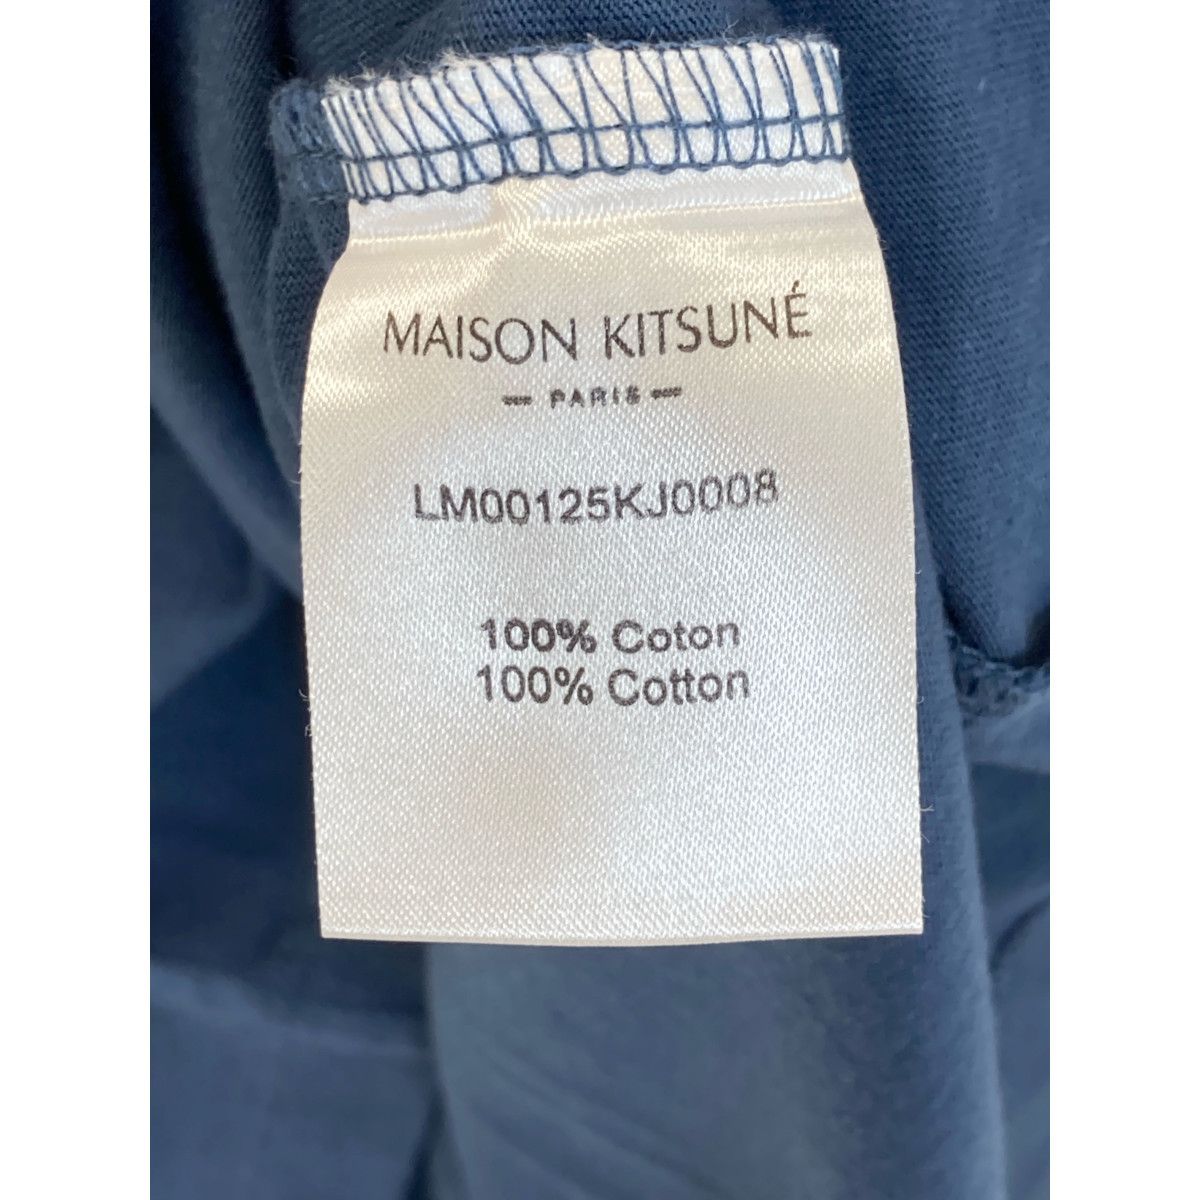 MAISON KITSUNÉ
PARIS
LM00125KJ0008
100% Coton
100% Cotton